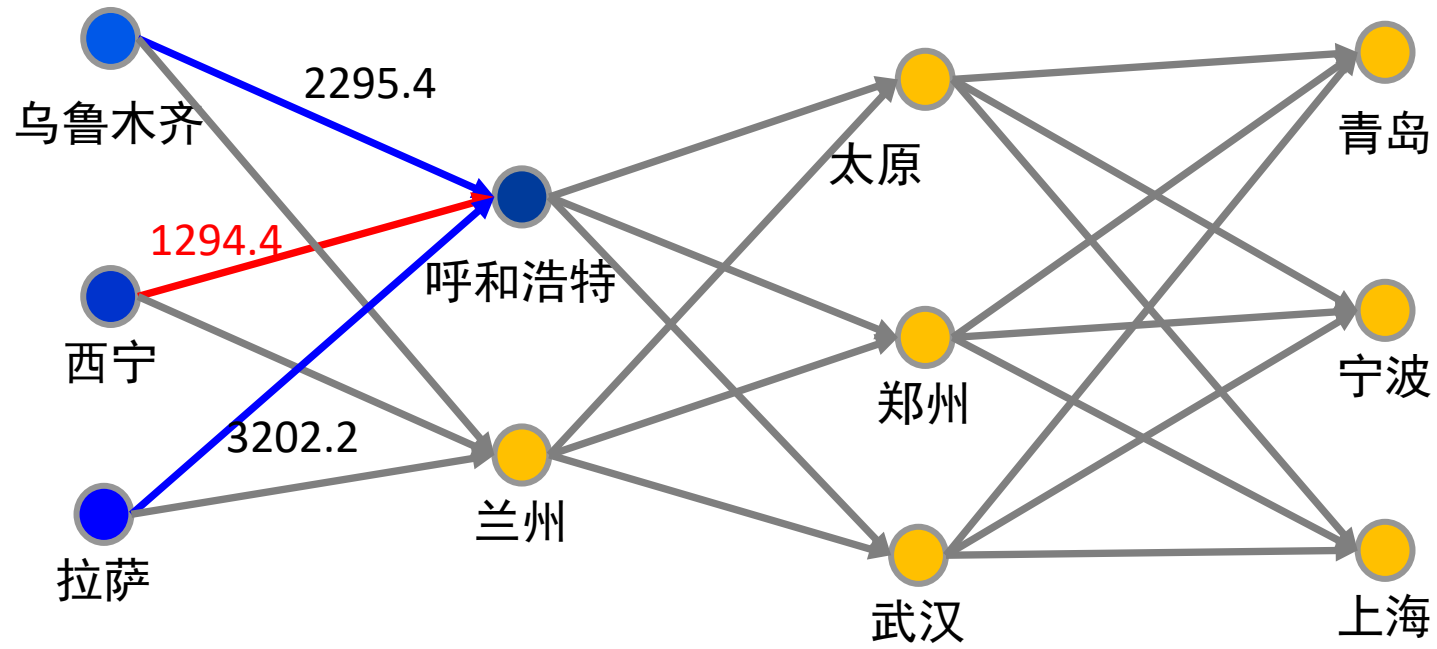 2295.4
乌鲁木齐
青岛
太原
1294.4
呼和浩特
西宁
宁波
郑州
3202.2
兰州
拉萨
武汉
上海